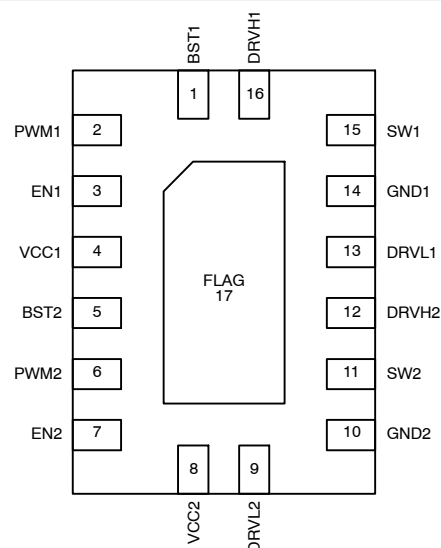 BST1
DRVH1
1
16
PWM1
2
15
SW1
EN1
3
14
GND1
VCC1
4
13
DRVL1
FLAG
17
BST2
5
12
DRVH2
PWM2
6
11
SW2
EN2
7
10
GND2
8
9
VCC2
DRVL2